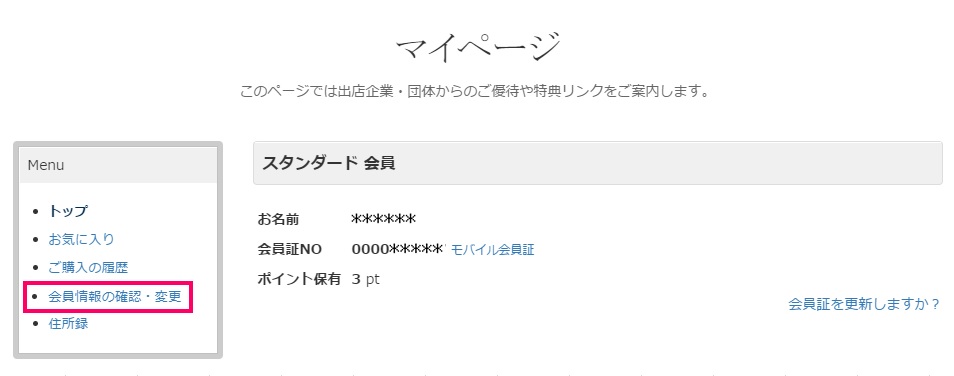 マイページ
このページでは出店企業・団体からのご優待や特典リンクをご案内します。
Menu
トップ
お気に入り
ご購入の履歴
会員情報の確認・変更
住所録
スタンダード 会員
お名前 ******
会員証NO 0000***** モバイル会員証
ポイント保有 3 pt
会員証を更新しますか？